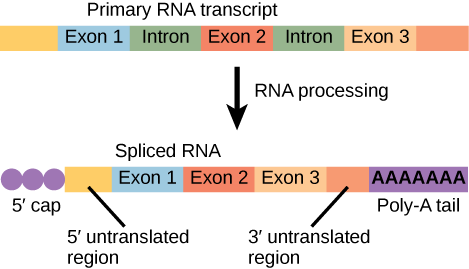 Primary RNA transcript
Exon 1 Intron Exon 2 Intron Exon 3
RNA processing
Spliced RNA
Exon 1 Exon 2 Exon 3 AAAAAAA
5′ cap Poly-A tail
5′ untranslated
region
3′ untranslated
region